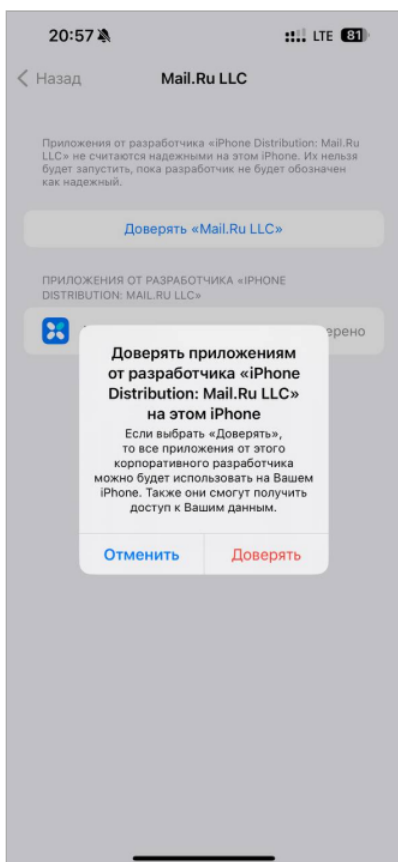 20:57
LTE 81
Назад
Mail.Ru LLC
Приложения от разработчика «iPhone Distribution: Mail.Ru
LLC» не считаются надежными на этом iPhone. Их нельзя
будет запустить, пока разработчик не будет обозначен
как надежный.
Доверять «Mail.Ru LLC»
ПРИЛОЖЕНИЯ ОТ РАЗРАБОТЧИКА «IPHONE
DISTRIBUTION: MAIL.RU LLC»
ерено
Доверять приложениям
от разработчика «iPhone
Distribution: Mail.Ru LLC»
на этом iPhone
Если выбрать «Доверять»,
то все приложения от этого
корпоративного разработчика
можно будет использовать на Вашем
iPhone. Также они смогут получить
доступ к Вашим данным.
Отменить
Доверять